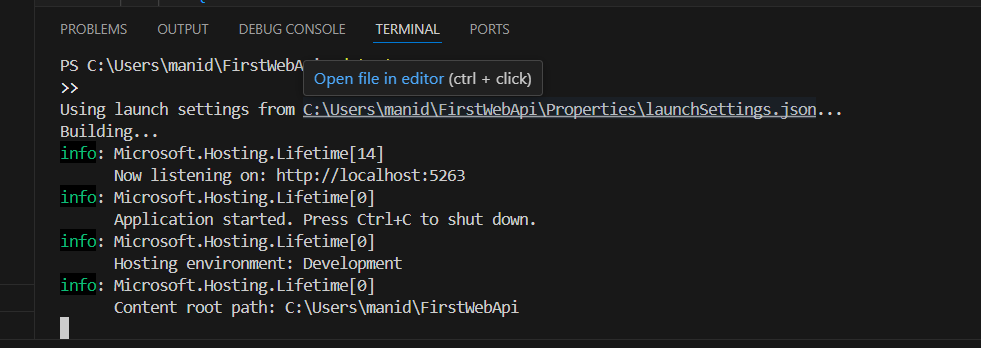 PROBLEMS OUTPUT DEBUG CONSOLE TERMINAL PORTS
PS C:\Users\manid\FirstWebA
Open file in editor (ctrl + click)
>>
Using launch settings from C:\Users\manid\FirstWebApi\Properties\launchSettings.json...
Building...
info: Microsoft.Hosting.Lifetime[14]
Now listening on: http://localhost:5263
info: Microsoft.Hosting.Lifetime[0]
Application started. Press Ctrl+C to shut down.
info: Microsoft.Hosting.Lifetime[0]
Hosting environment: Development
info: Microsoft.Hosting.Lifetime[0]
Content root path: C:\Users\manid\FirstWebApi